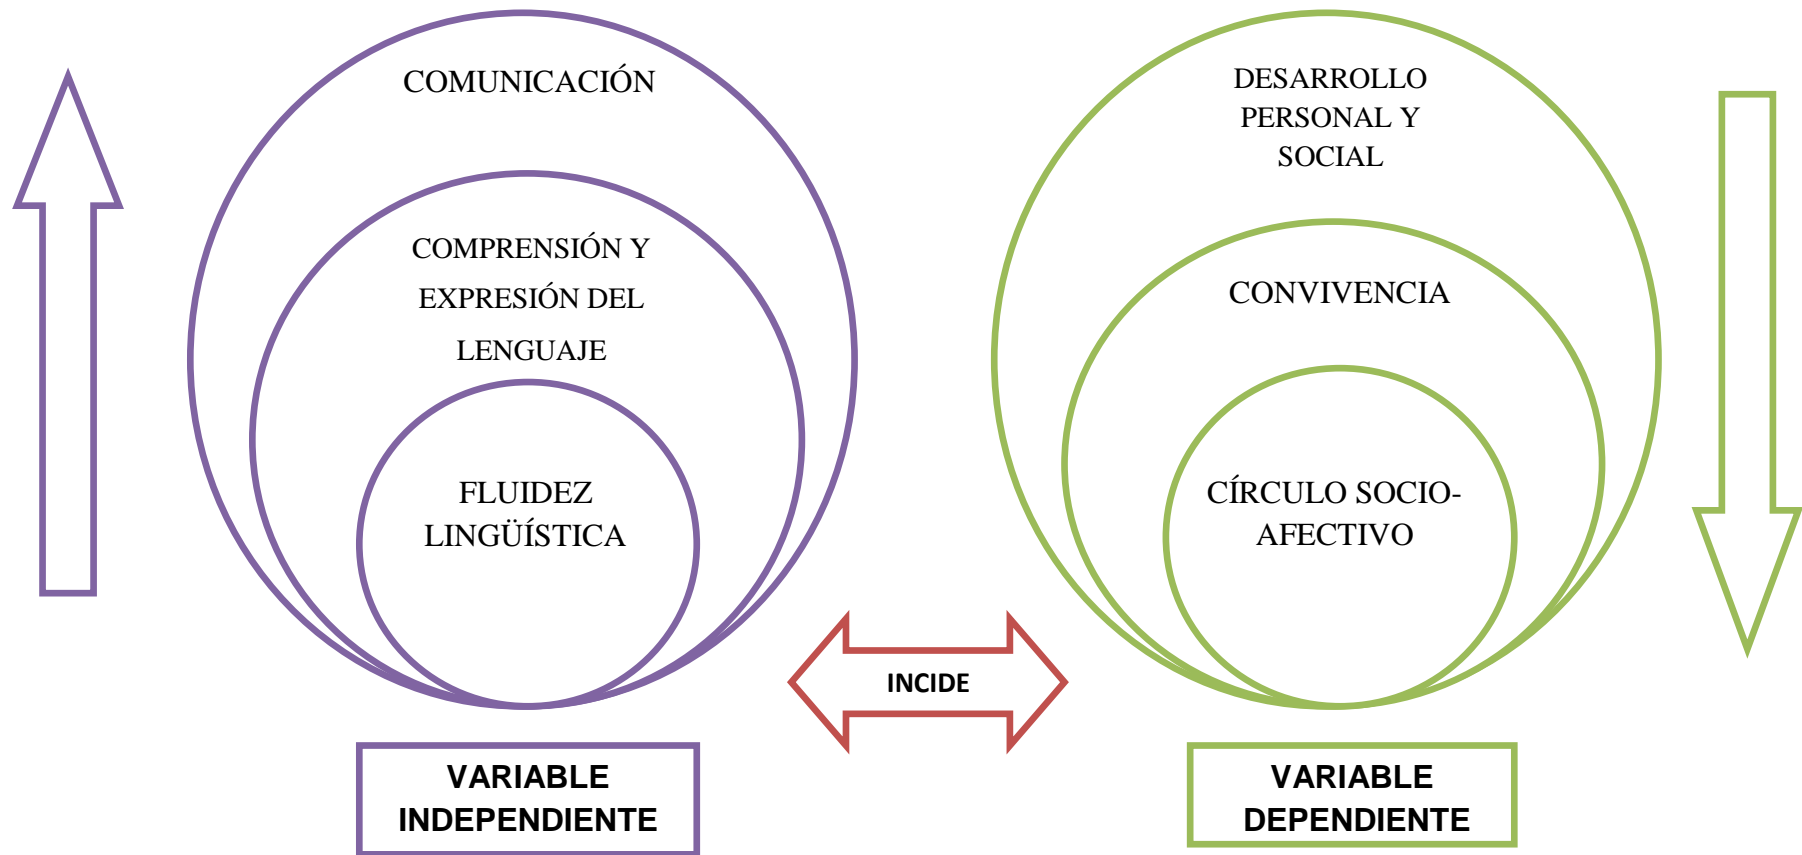 COMUNICACIÓN
COMPRENSIÓN Y
EXPRESIÓN DEL
LENGUAJE
FLUIDEZ
LINGÜÍSTICA
VARIABLE
INDEPENDIENTE
INCIDE
DESARROLLO
PERSONAL Y
SOCIAL
CONVIVENCIA
CÍRCULO SOCIO-
AFECTIVO
VARIABLE
DEPENDIENTE